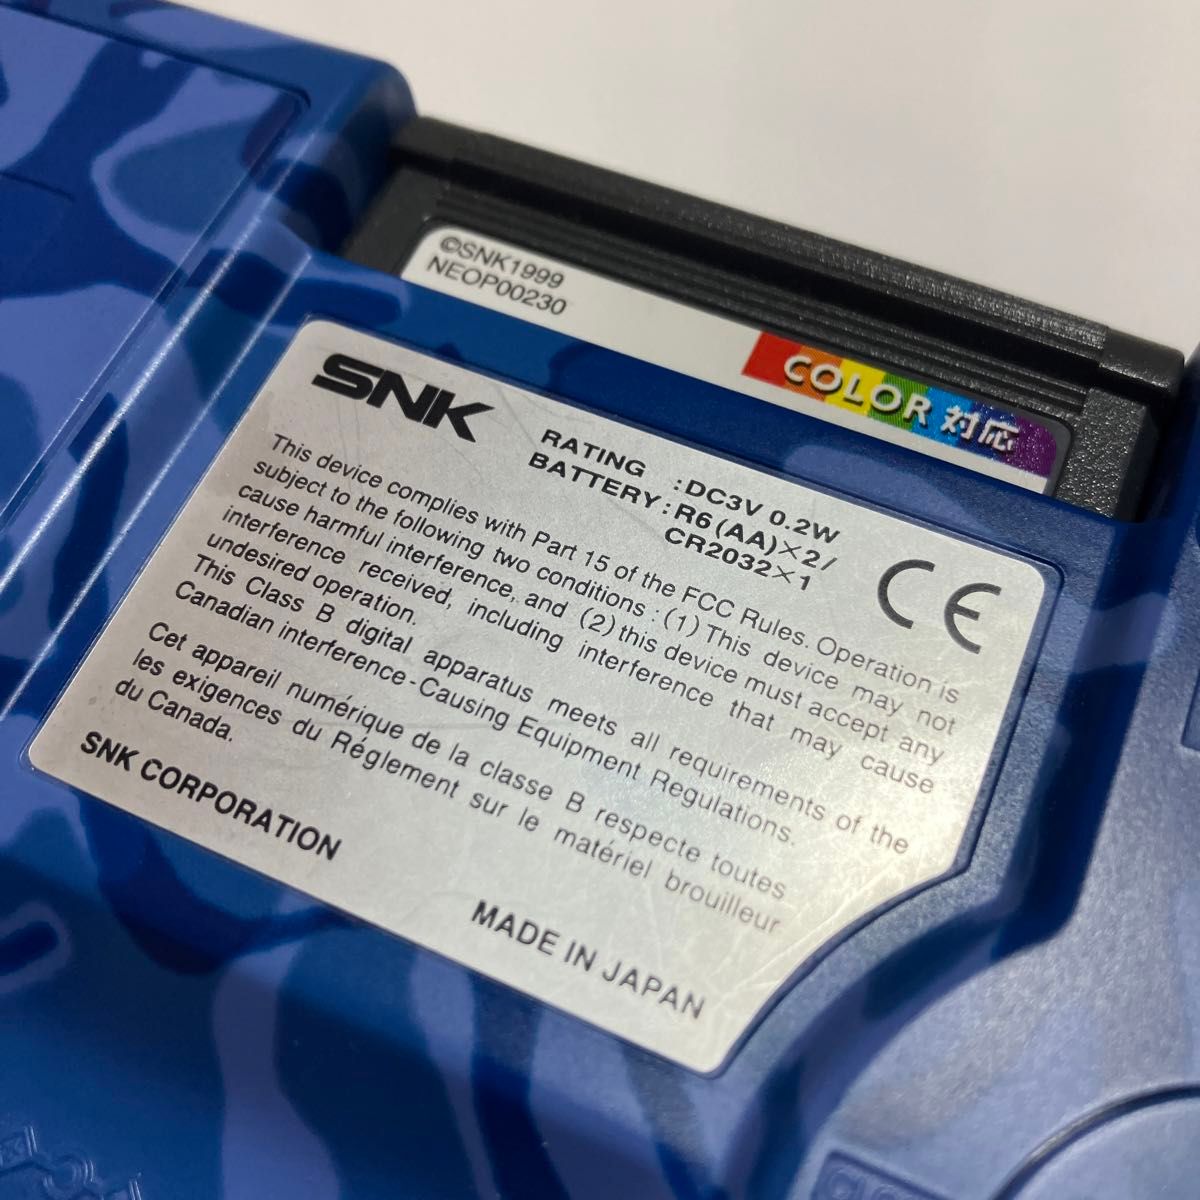 ©SNK1999
NEOP00230
COLOR 対応
SNK
RATING :DC3V 0.2W
BATTERY:R6(AA)×2/
CR2032×1
CE
This device complies with Part 15 of the FCC Rules. Operation is
subject to the following two conditions : (1) This device may not
cause harmful interference, and (2) this device must accept any
interference received, including interference that may cause
undesired operation.
This Class B digital apparatus meets all requirements of the
Canadian interference-Causing Equipment Regulations.
Cet appareil numérique de la classe B respecte toutes
les exigences du Réglement sur le matériel brouilleur
du Canada.
SNK CORPORATION
MADE IN JAPAN